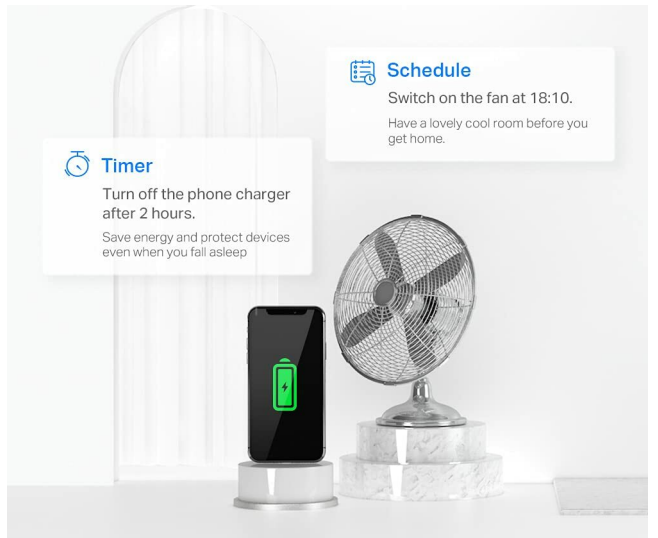 Schedule
Switch on the fan at 18:10.
Have a lovely cool room before you
get home.
Timer
Turn off the phone charger
after 2 hours.
Save energy and protect devices
even when you fall asleep